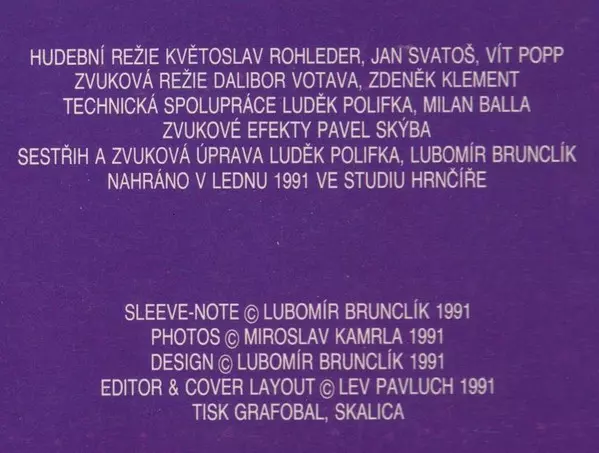 HUDEBNÍ REŽIE KVĚTOSLAV ROHLEDER, JAN SVATOŠ, VÍT POPP
ZVUKOVÁ REŽIE DALIBOR VOTAVA, ZDENĚK KLEMENT
TECHNICKÁ SPOLUPRÁCE LUDĚK POLIFKA, MILAN BALLA
ZVUKOVÉ EFEKTY PAVEL SKÝBA
SESTŘIH A ZVUKOVÁ ÚPRAVA LUDĚK POLIFKA, LUBOMÍR BRUNCLÍK
NAHRÁNO V LEDNU 1991 VE STUDIU HRNČÍŘE
SLEEVE-NOTE © LUBOMÍR BRUNCLÍK 1991
PHOTOS © MIROSLAV KAMRLA 1991
DESIGN © LUBOMÍR BRUNCLÍK 1991
EDITOR & COVER LAYOUT © LEV PAVLUCH 1991
TISK GRAFOBAL, SKALICA